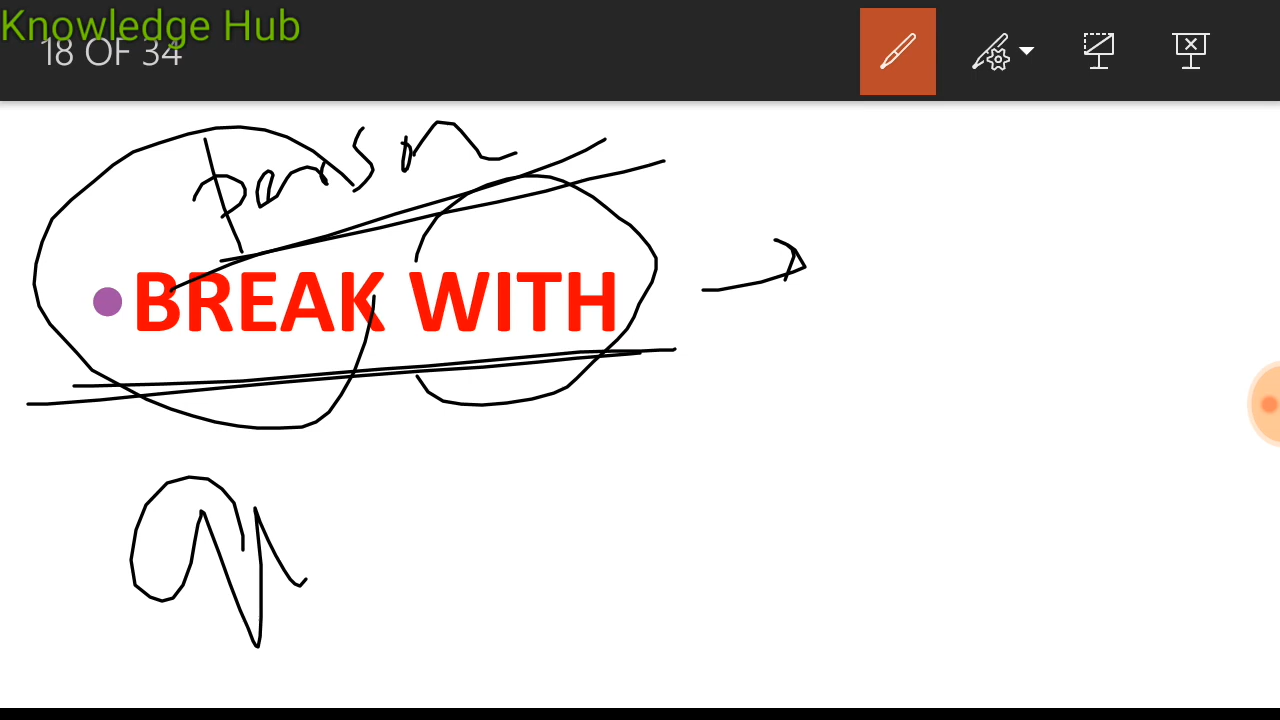 Knowledge Hub
18 OF 34
person
• BREAK WITH